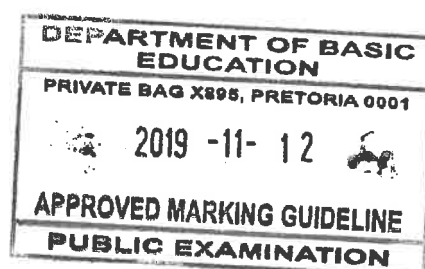 DEPARTMENT OF BASIC
EDUCATION
PRIVATE BAG X895, PRETORIA 0001
2019 -11- 12
APPROVED MARKING GUIDELINE
PUBLIC EXAMINATION